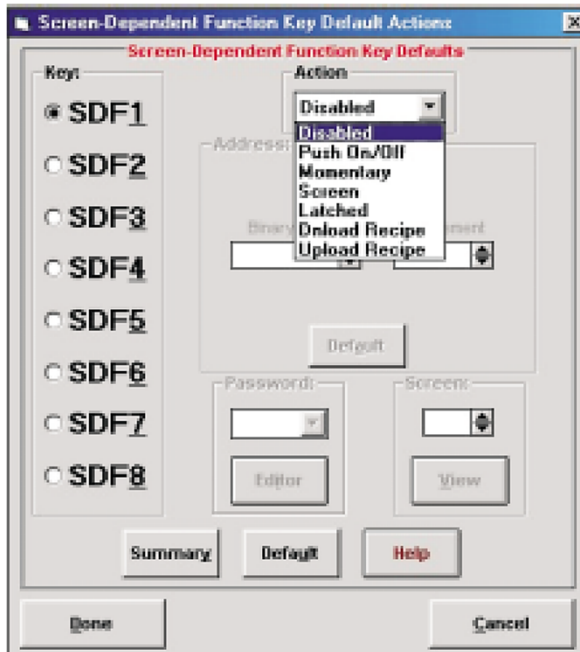 Screen-Dependent Function Key Default Actions
Screen-Dependent Function Key Defaults
Key:
SDF1
SDF2
SDF3
SDF4
SDF5
SDF6
SDF7
SDF8
Action
Disabled
Disabled
Push On/Off
Momentary
Screen
Latched
Dnload Recipe
Upload Recipe
Address:
Binary
Default
Password:
Editor
Screen:
View
Summary
Default
Help
Done
Cancel